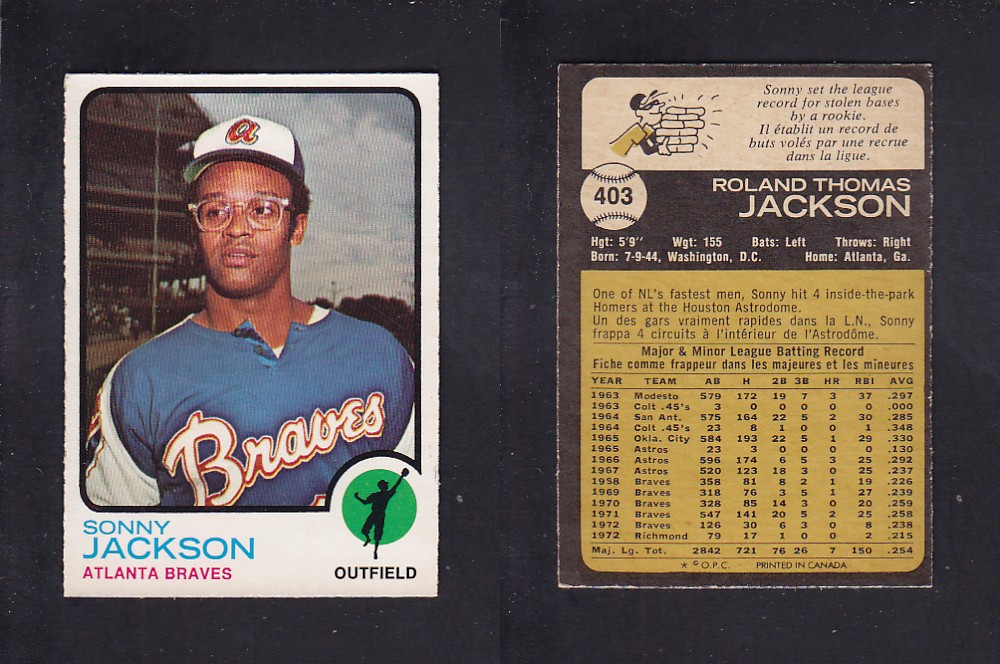 a
Braves
SONNY
JACKSON
ATLANTA BRAVES
OUTFIELD
Sonny set the league
record for stolen bases
by a rookie.
Il établit un record de
buts volés par une recrue
dans la ligue.
403
ROLAND THOMAS
JACKSON
Hgt: 5'9" Wgt: 155 Bats: Left Throws: Right
Born: 7-9-44, Washington, D.C. Home: Atlanta, Ga.
One of NL's fastest men, Sonny hit 4 inside-the-park
Homers at the Houston Astrodome.
Un des gars vraiment rapides dans la L.N., Sonny
frappa 4 circuits à l'intérieur de l'Astrodôme.
Major & Minor League Batting Record
Fiche comme frappeur dans les majeures et les mineures
YEAR TEAM AB H 2B 3B HR RBI AVG
1963 Modesto 579 172 19 7 3 37 .297
1963 Colt .45's 3 0 0 0 0 0 .000
1964 San Ant. 575 164 22 5 2 30 .285
1964 Colt .45's 23 8 1 0 0 1 .348
1965 Okla. City 584 193 22 5 1 29 .330
1965 Astros 23 3 0 0 0 0 .130
1966 Astros 596 174 6 5 3 25 .292
1967 Astros 520 123 18 3 0 25 .237
1958 Braves 358 81 8 2 1 19 .226
1969 Braves 318 76 3 5 1 27 .239
1970 Braves 328 85 14 3 0 20 .259
1971 Braves 547 141 20 5 2 25 .258
1972 Braves 126 30 6 3 0 8 .238
1972 Richmond 79 17 1 0 0 2 .215
Maj. Lg. Tot. 2842 721 76 26 7 150 .254
* © O.P.C. PRINTED IN CANADA